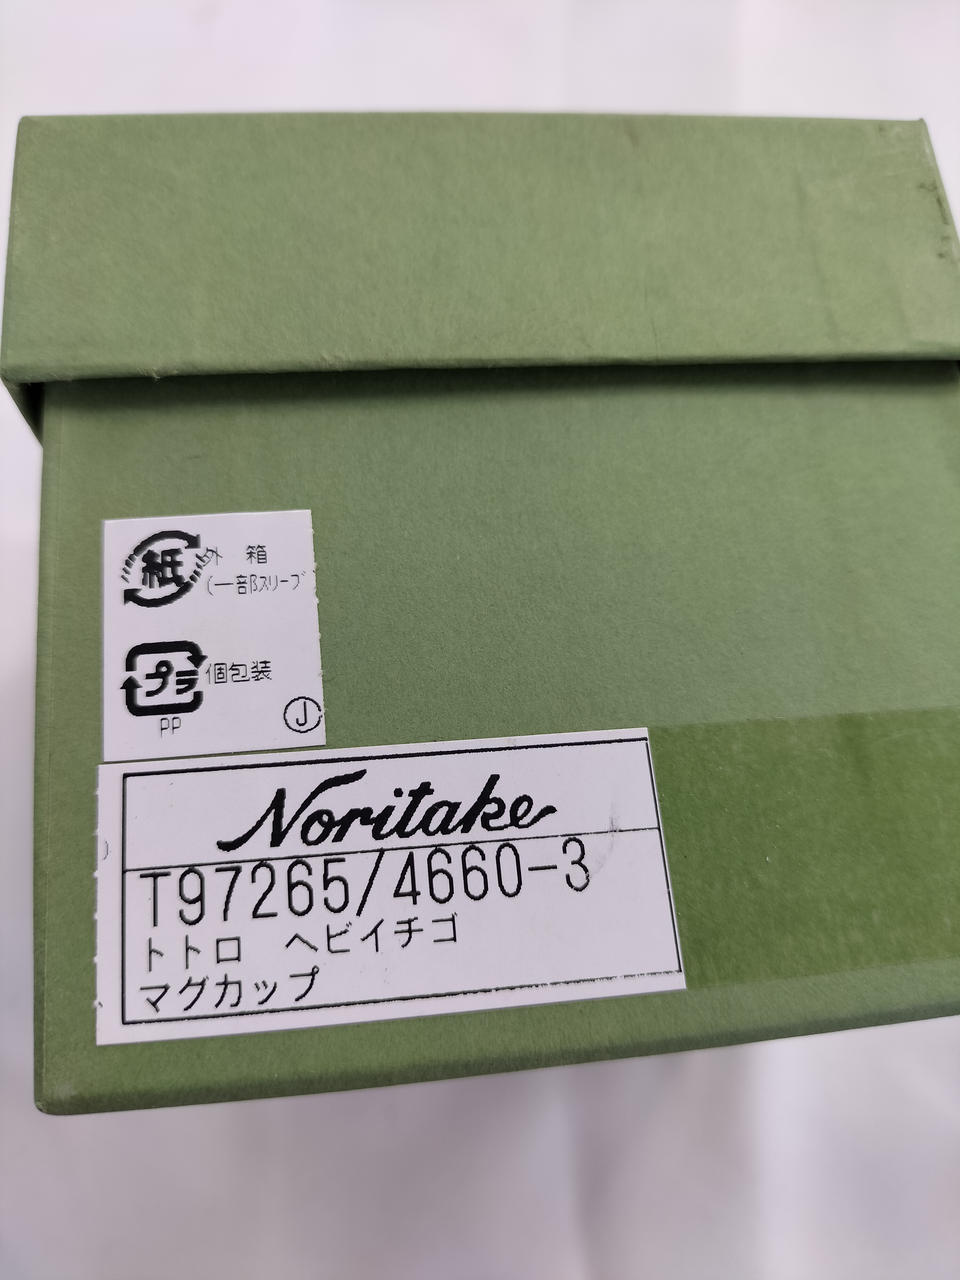 紙 外 箱
(一部スリーブ
プラ 個包装
PP
J
Noritake
T97265/4660-3
トトロ ヘビイチゴ
マグカップ